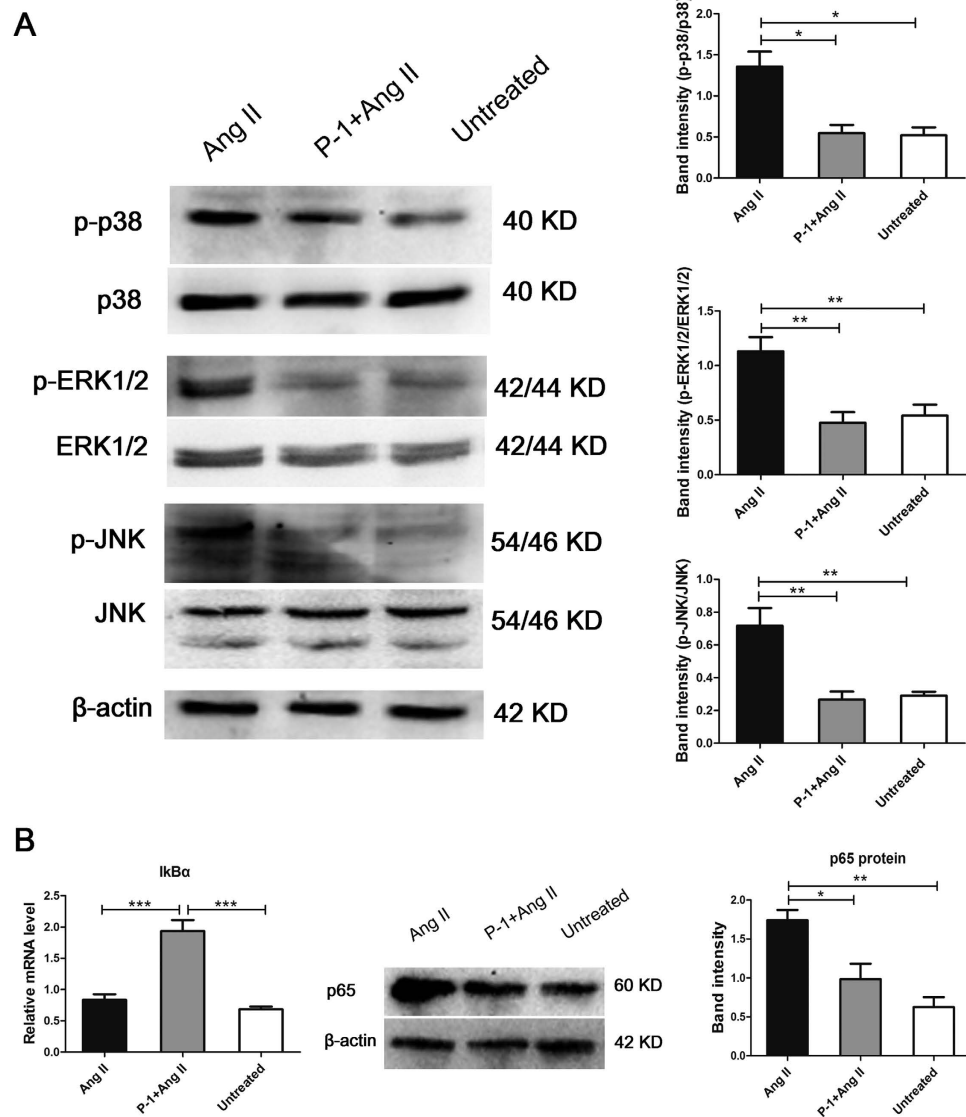 A
Ang II
P-1+Ang II
Untreated
p-p38
40 KD
p38
40 KD
p-ERK1/2
42/44 KD
ERK1/2
42/44 KD
p-JNK
54/46 KD
JNK
54/46 KD
β-actin
42 KD
Band intensity (p-p38/p38)
2.0
1.5
1.0
0.5
0.0
*
*
Ang II
P-1+Ang II
Untreated
Band intensity (p-ERK1/2/ERK1/2)
1.5
1.0
0.5
0.0
**
**
Ang II
P-1+Ang II
Untreated
Band intensity (p-JNK/JNK)
1.0
0.8
0.6
0.4
0.2
0.0
**
**
Ang II
P-1+Ang II
Untreated
B
IkBα
Relative mRNA level
2.5
2.0
1.5
1.0
0.5
0.0
*** ***
Ang II
P-1+Ang II
Untreated
Ang II
P-1+Ang II
Untreated
p65
60 KD
β-actin
42 KD
p65 protein
Band intensity
2.0
1.5
1.0
0.5
0.0
**
*
Ang II
P-1+Ang II
Untreated